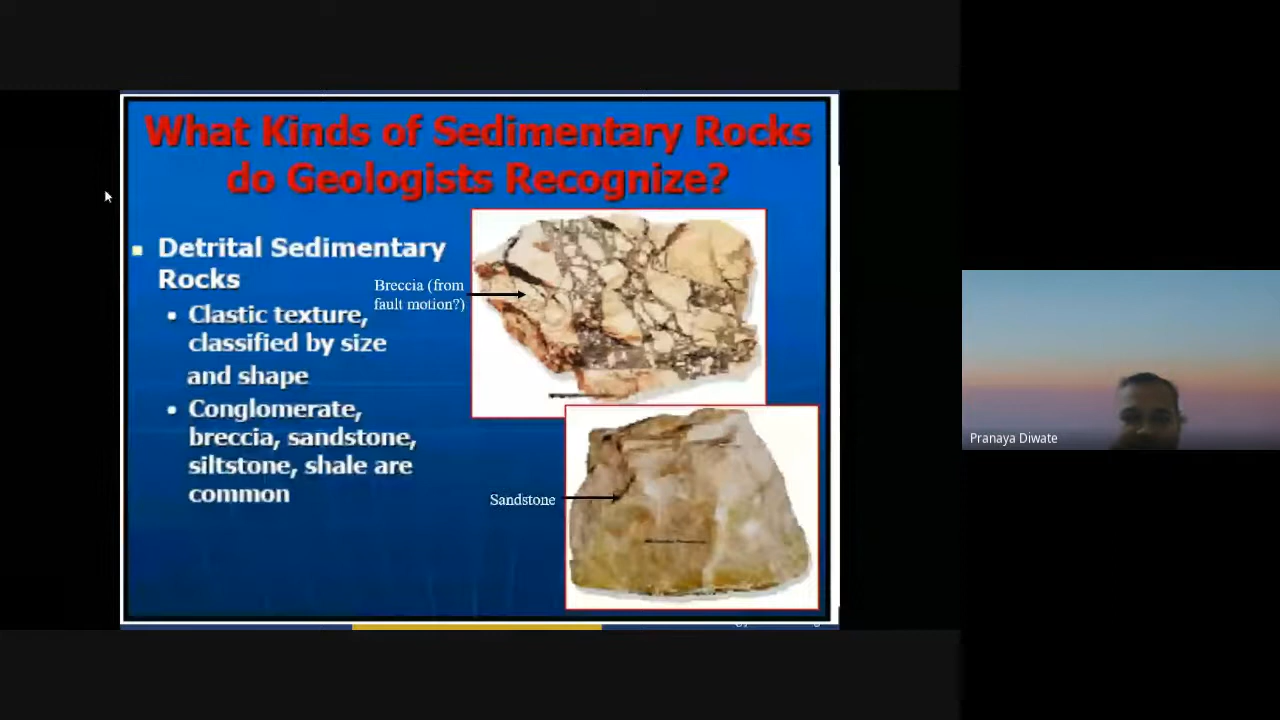 What Kinds of Sedimentary Rocks
do Geologists Recognize?
Detrital Sedimentary
Rocks
Clastic texture,
classified by size
and shape
Conglomerate,
breccia, sandstone,
siltstone, shale are
common
Breccia (from
fault motion?)
Sandstone
Pranaya Diwate